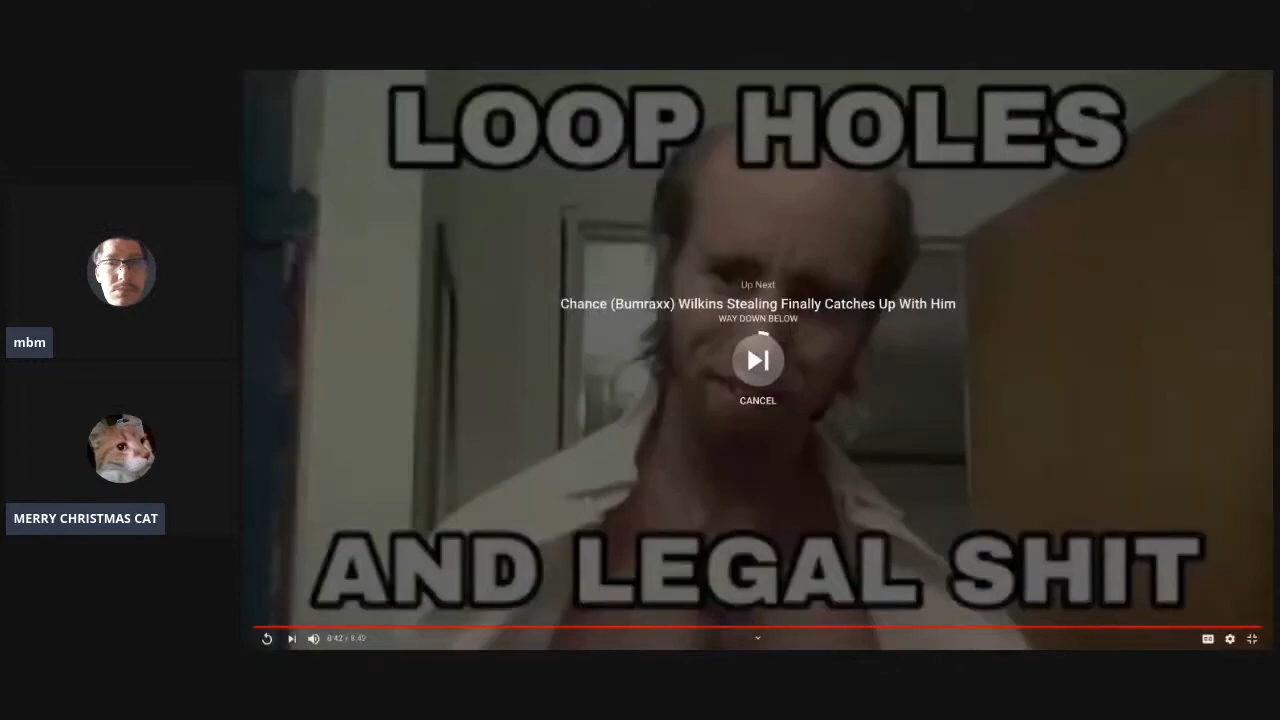 LOOP HOLES
Up Next
Chance (Bumraxx) Wilkins Stealing Finally Catches Up With Him
WAY DOWN BELOW
mbm
CANCEL
MERRY CHRISTMAS CAT
AND LEGAL SHIT